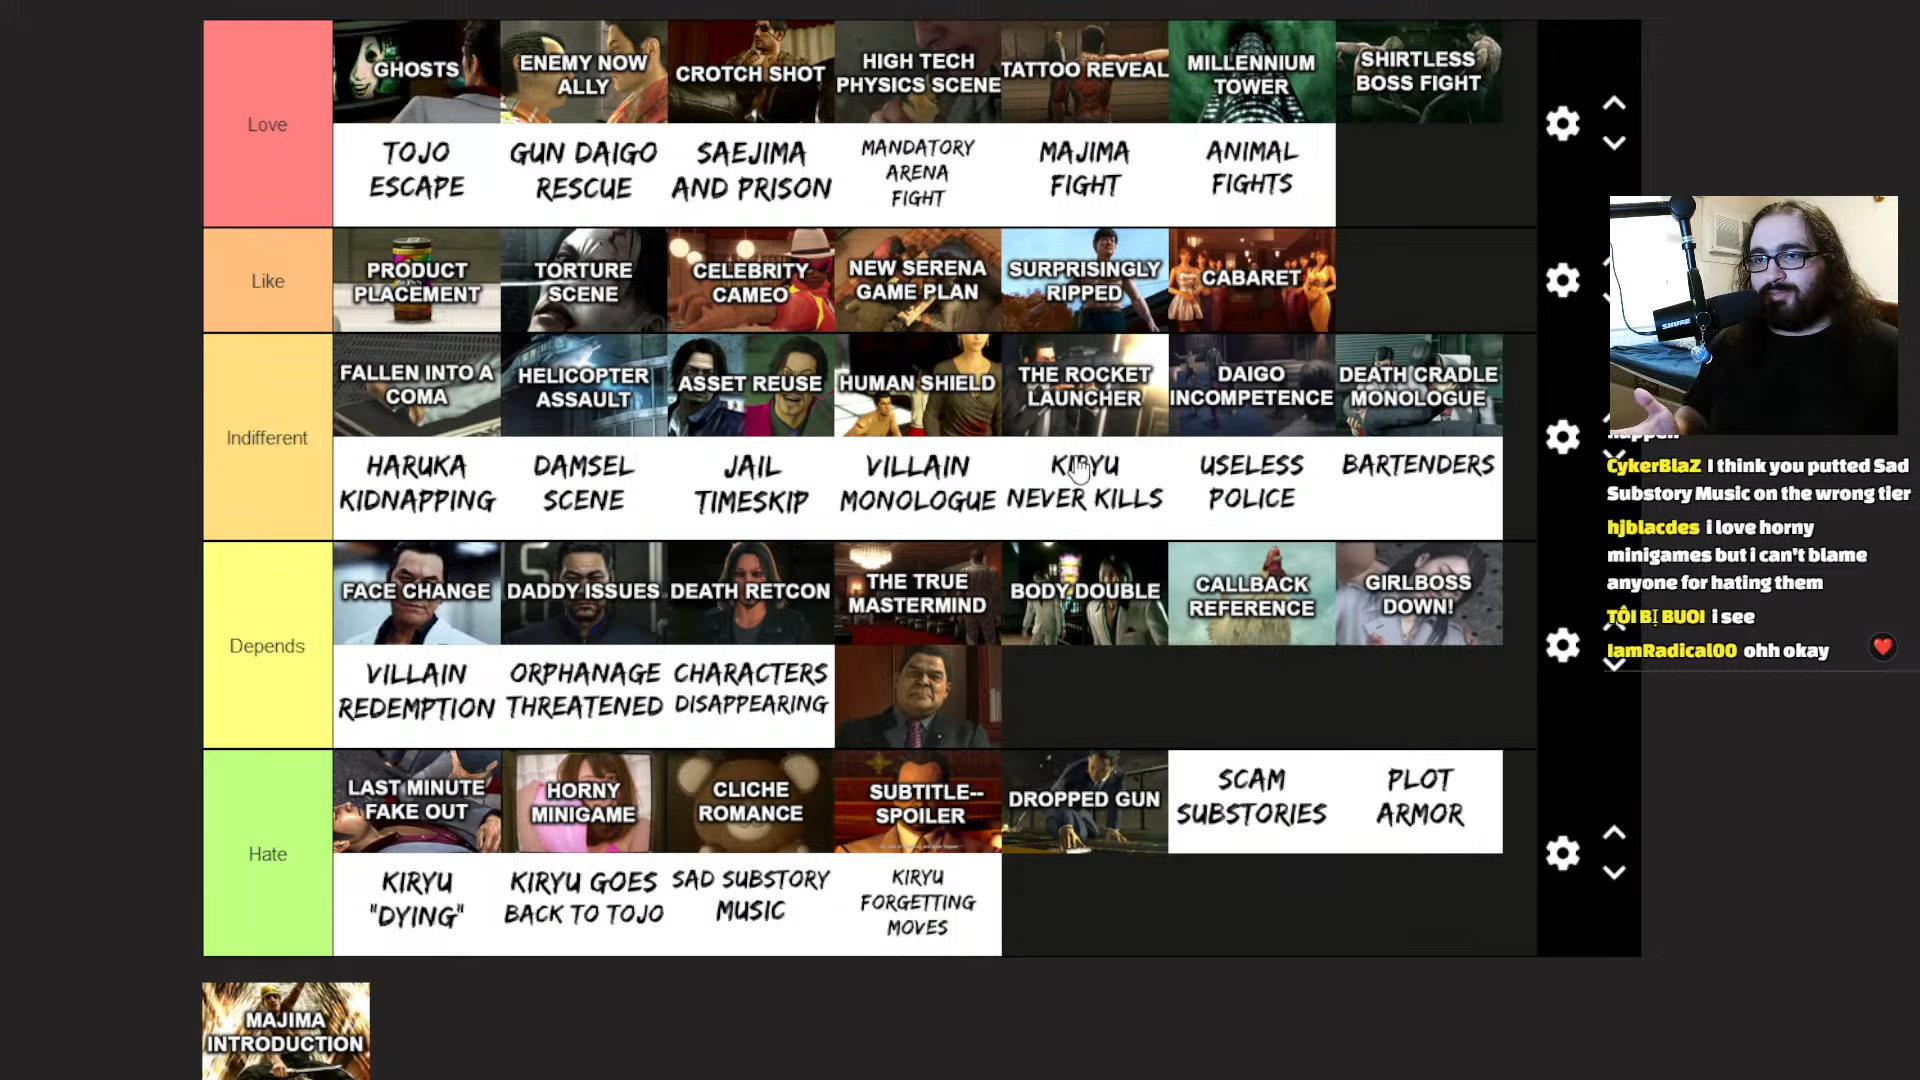 Love
GHOSTS
ENEMY NOW
ALLY
CROTCH SHOT
HIGH TECH
PHYSICS SCENE
TATTOO REVEAL
MILLENNIUM
TOWER
SHIRTLESS
BOSS FIGHT
TOJO
ESCAPE
GUN DAIGO
RESCUE
SAEJIMA
AND PRISON
MANDATORY
ARENA
FIGHT
MAJIMA
FIGHT
ANIMAL
FIGHTS
Like
PRODUCT
PLACEMENT
TORTURE
SCENE
CELEBRITY
CAMEO
NEW SERENA
GAME PLAN
SURPRISINGLY
RIPPED
CABARET
Indifferent
FALLEN INTO A
COMA
HELICOPTER
ASSAULT
ASSET REUSE
HUMAN SHIELD
THE ROCKET
LAUNCHER
DAIGO
INCOMPETENCE
DEATH CRADLE
MONOLOGUE
HARUKA
KIDNAPPING
DAMSEL
SCENE
JAIL
TIMESKIP
VILLAIN
MONOLOGUE
KIRYU
NEVER KILLS
USELESS
POLICE
BARTENDERS
Depends
FACE CHANGE
DADDY ISSUES
DEATH RETCON
THE TRUE
MASTERMIND
BODY DOUBLE
CALLBACK
REFERENCE
GIRLBOSS
DOWN!
VILLAIN
REDEMPTION
ORPHANAGE
THREATENED
CHARACTERS
DISAPPEARING
Hate
LAST MINUTE
FAKE OUT
HORNY
MINIGAME
CLICHE
ROMANCE
SUBTITLE--
SPOILER
DROPPED GUN
SCAM
SUBSTORIES
PLOT
ARMOR
KIRYU
"DYING"
KIRYU GOES
BACK TO TOJO
SAD SUBSTORY
MUSIC
KIRYU
FORGETTING
MOVES
MAJIMA
INTRODUCTION
SHURE
CykerBlaZ I think you putted Sad
Substory Music on the wrong tier
hjblacdes i love horny
minigames but i can't blame
anyone for hating them
TÔI BỊ BUOI i see
IamRadical00 ohh okay